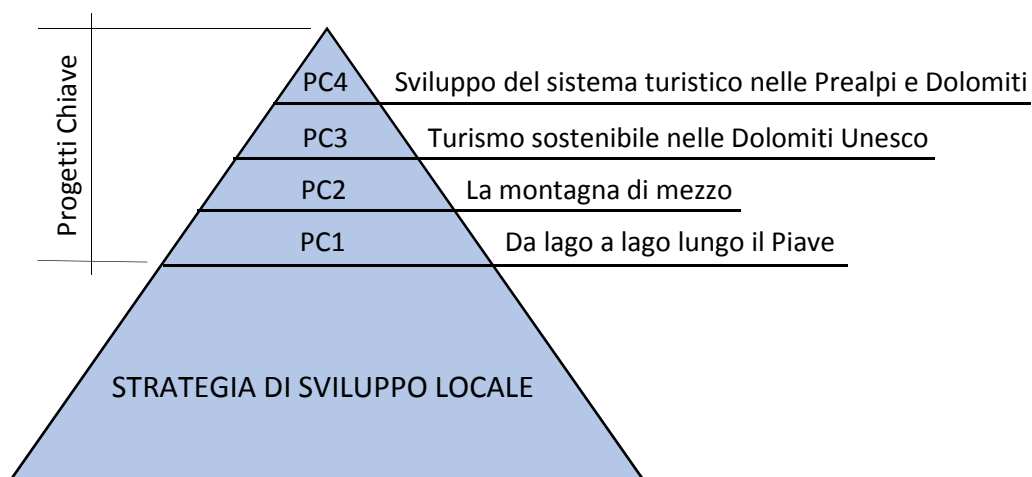 Progetti Chiave
PC4 Sviluppo del sistema turistico nelle Prealpi e Dolomiti
PC3 Turismo sostenibile nelle Dolomiti Unesco
PC2 La montagna di mezzo
PC1 Da lago a lago lungo il Piave
STRATEGIA DI SVILUPPO LOCALE